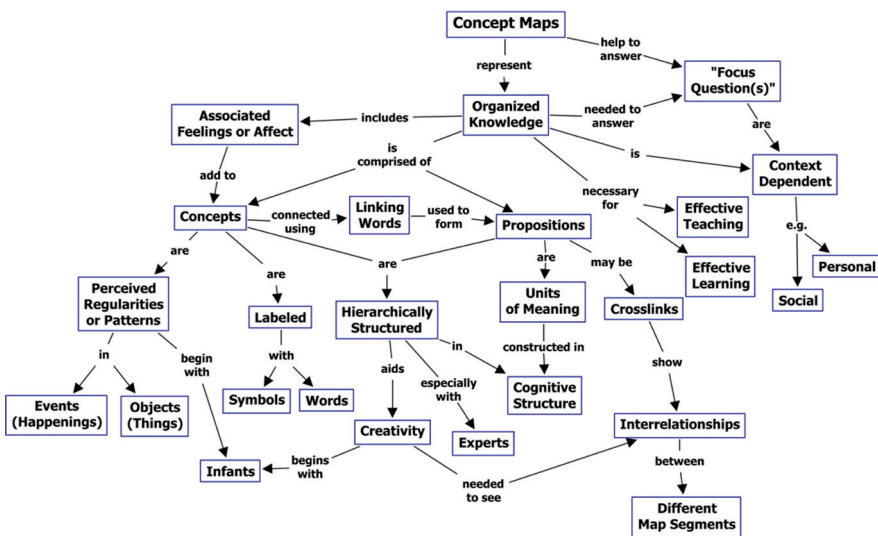 Concept Maps
help to
answer
represent
"Focus
Question(s)"
Associated
Feelings or Affect
includes
Organized
Knowledge
needed to
answer
are
is
comprised of
is
Context
Dependent
add to
necessary
for
Concepts
connected
using
Linking
Words
used to
form
Propositions
Effective
Teaching
e.g.
are
are
are
are
may be
Effective
Learning
Personal
Social
Perceived
Regularities
or Patterns
Labeled
Hierarchically
Structured
Units
of Meaning
Crosslinks
in
begin
with
with
aids
in
constructed in
show
especially
with
Events
(Happenings)
Objects
(Things)
Symbols
Words
Cognitive
Structure
Creativity
Experts
Interrelationships
Infants
begins
with
needed
to see
between
Different
Map Segments